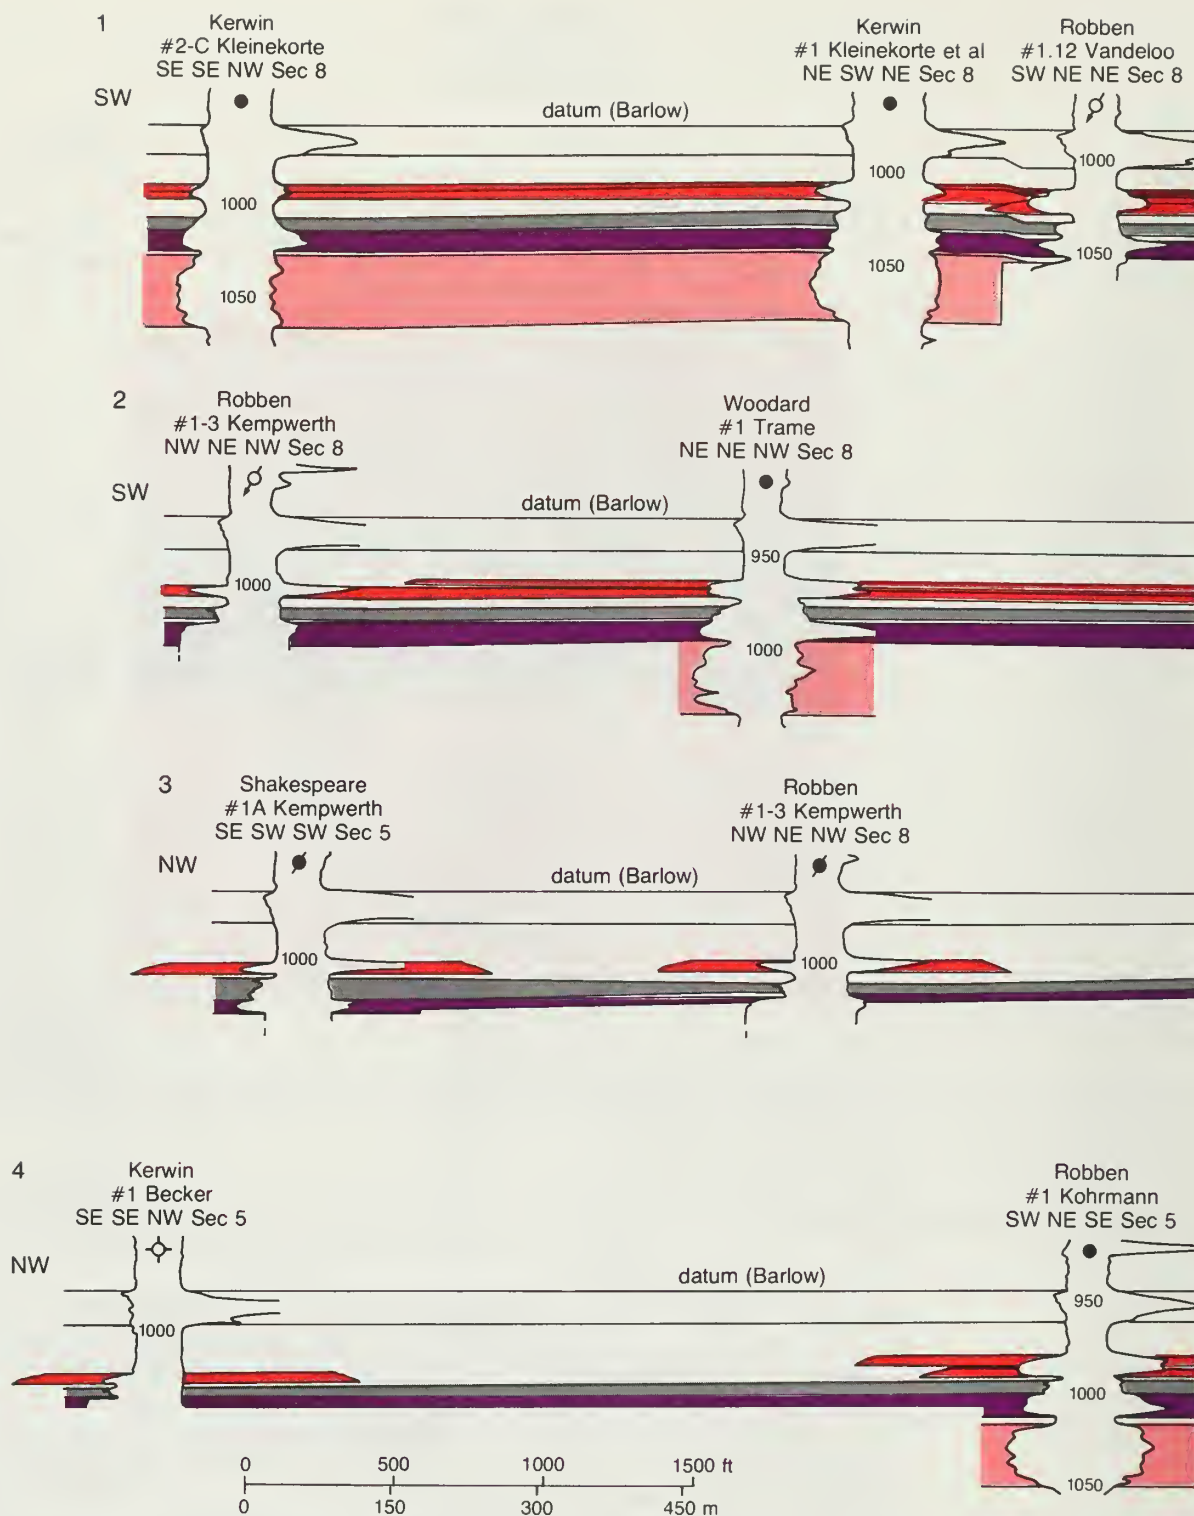 1
Kerwin
#2-C Kleinekorte
SE SE NW Sec 8
Kerwin
#1 Kleinekorte et al
NE SW NE Sec 8
Robben
#1.12 Vandeloo
SW NE NE Sec 8
SW
datum (Barlow)
1000
1000
1000
1050
1050
1050
2
Robben
#1-3 Kempwerth
NW NE NW Sec 8
Woodard
#1 Trame
NE NE NW Sec 8
SW
datum (Barlow)
950
1000
1000
3
Shakespeare
#1A Kempwerth
SE SW SW Sec 5
Robben
#1-3 Kempwerth
NW NE NW Sec 8
NW
datum (Barlow)
1000
1000
4
Kerwin
#1 Becker
SE SE NW Sec 5
Robben
#1 Kohrmann
SW NE SE Sec 5
NW
datum (Barlow)
950
1000
1000
1050
0 500 1000 1500 ft
0 150 300 450 m